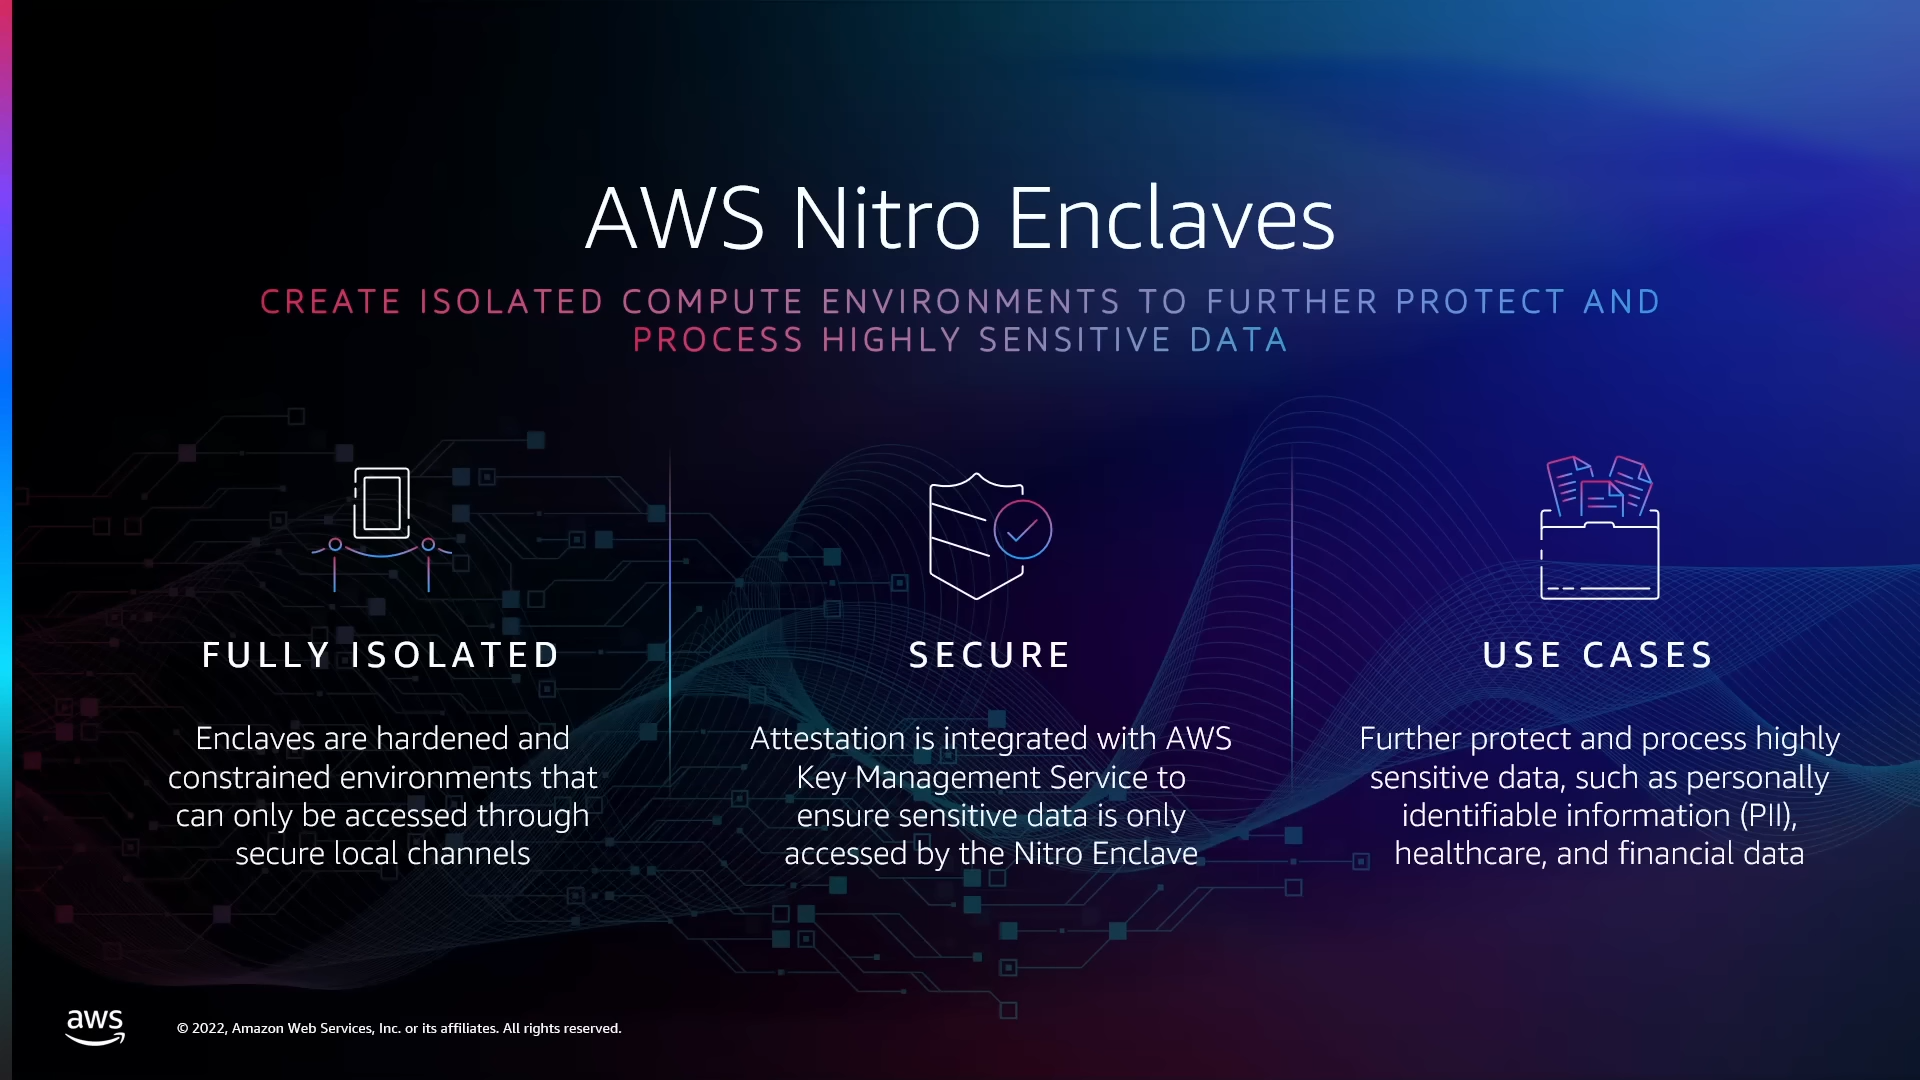 AWS Nitro Enclaves
CREATE ISOLATED COMPUTE ENVIRONMENTS TO FURTHER PROTECT AND
PROCESS HIGHLY SENSITIVE DATA
FULLY ISOLATED
Enclaves are hardened and
constrained environments that
can only be accessed through
secure local channels
SECURE
Attestation is integrated with AWS
Key Management Service to
ensure sensitive data is only
accessed by the Nitro Enclave
USE CASES
Further protect and process highly
sensitive data, such as personally
identifiable information (PII),
healthcare, and financial data
aws
© 2022, Amazon Web Services, Inc. or its affiliates. All rights reserved.